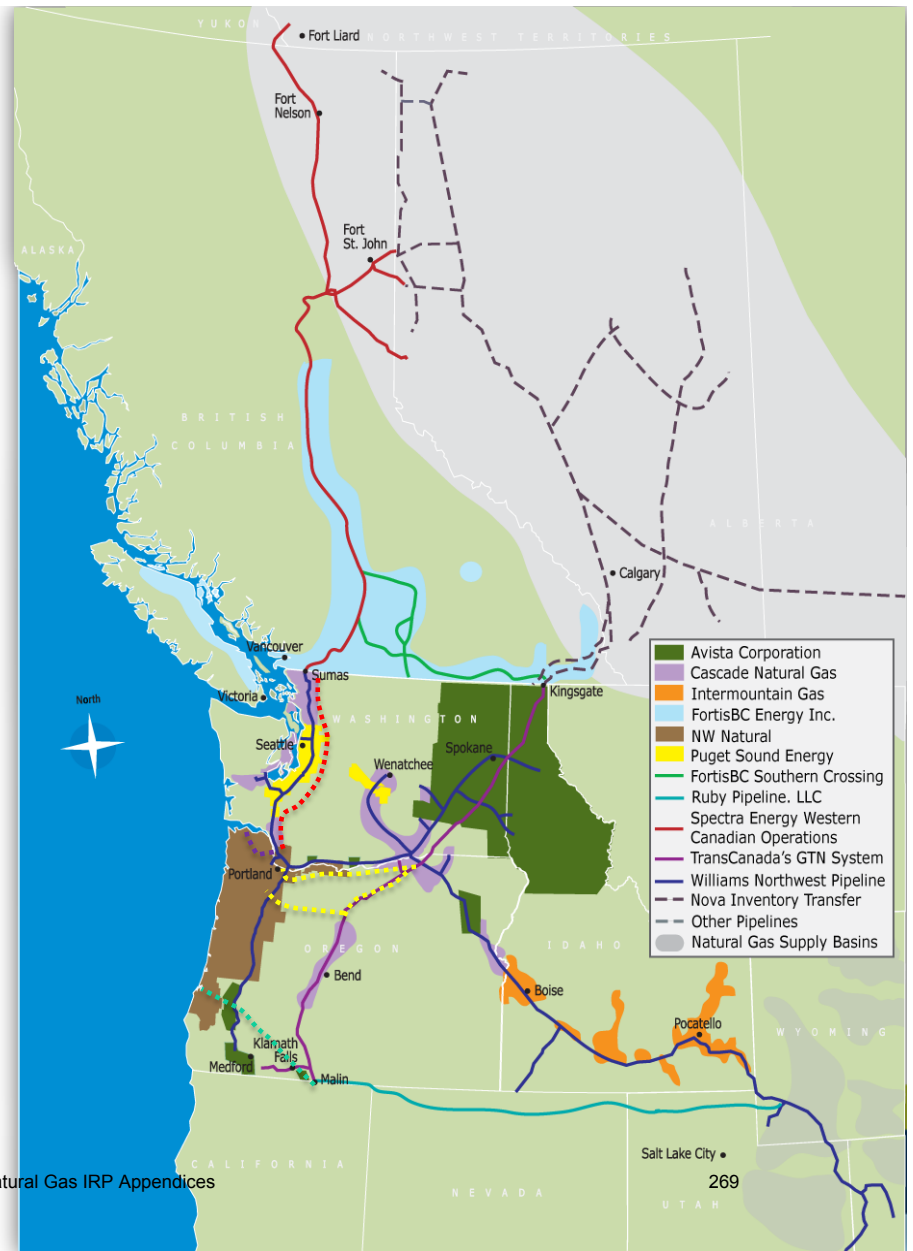 YUKON
NORTHWEST TERRITORIES
Fort Liard
Fort
Nelson
Fort
St. John
ALASKA
BRITISH
COLUMBIA
ALBERTA
Calgary
Vancouver
Sumas
Victoria
Kingsgate
North
WASHINGTON
Seattle
Spokane
Wenatchee
Portland
OREGON
IDAHO
Bend
Boise
Pocatello
WYOMING
Klamath
Falls
Medford
Malin
Avista Corporation
Cascade Natural Gas
Intermountain Gas
FortisBC Energy Inc.
NW Natural
Puget Sound Energy
FortisBC Southern Crossing
Ruby Pipeline. LLC
Spectra Energy Western
Canadian Operations
TransCanada's GTN System
Williams Northwest Pipeline
Nova Inventory Transfer
Other Pipelines
Natural Gas Supply Basins
Salt Lake City
CALIFORNIA
NEVADA
UTAH
atural Gas IRP Appendices
269